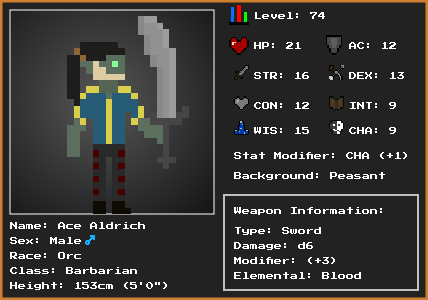 Level: 74
HP: 21 AC: 12
STR: 16 DEX: 13
CON: 12 INT: 9
WIS: 15 CHA: 9
Stat Modifier: CHA (+1)
Background: Peasant
Name: Ace Aldrich
Sex: Male ♂
Race: Orc
Class: Barbarian
Height: 153cm (5'0")
Weapon Information:
Type: Sword
Damage: d6
Modifier: (+3)
Elemental: Blood